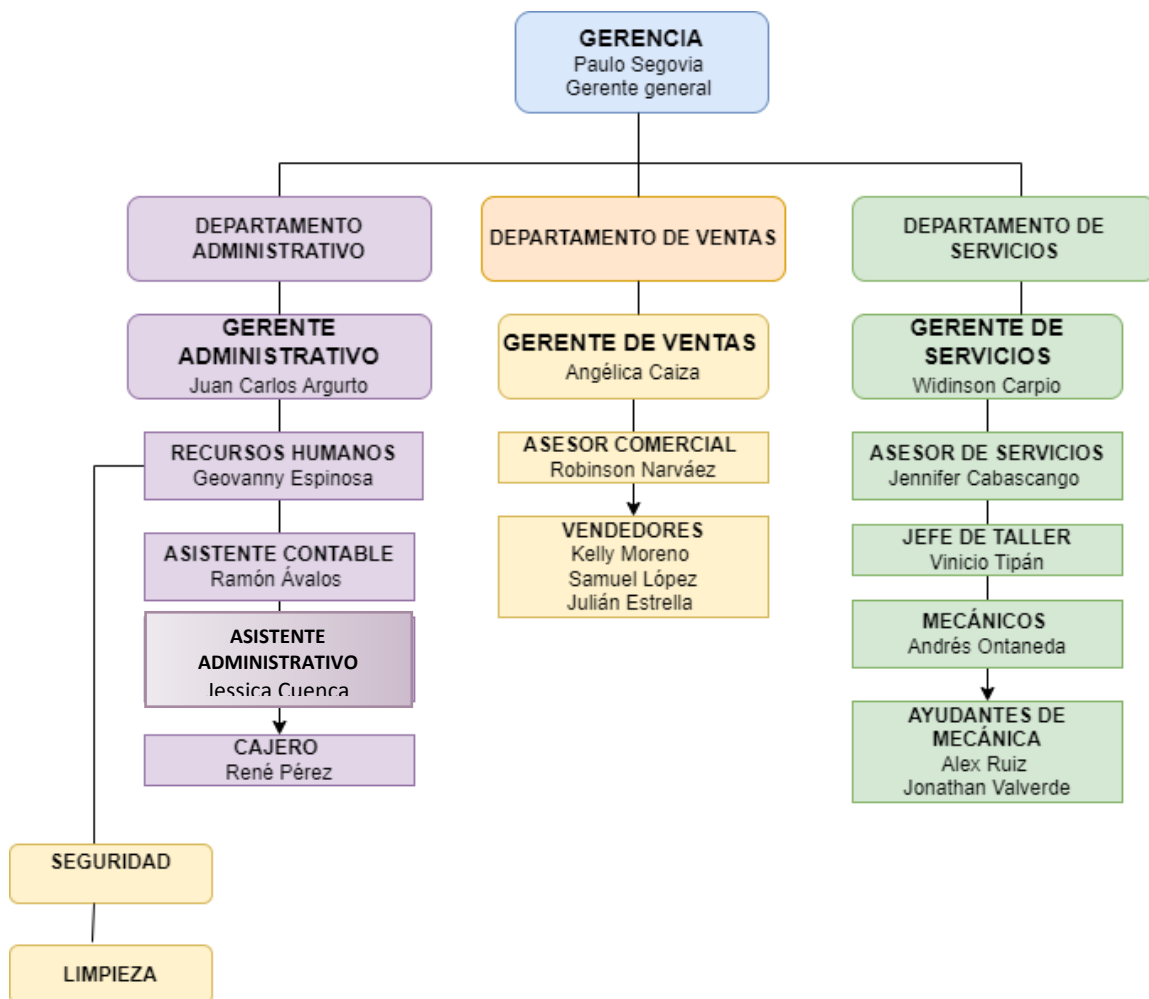 GERENCIA
Paulo Segovia
Gerente general
DEPARTAMENTO
ADMINISTRATIVO
DEPARTAMENTO DE VENTAS
DEPARTAMENTO DE
SERVICIOS
GERENTE
ADMINISTRATIVO
Juan Carlos Argurto
GERENTE DE VENTAS
Angélica Caiza
GERENTE DE
SERVICIOS
Widinson Carpio
RECURSOS HUMANOS
Geovanny Espinosa
ASESOR COMERCIAL
Robinson Narváez
ASESOR DE SERVICIOS
Jennifer Cabascango
ASISTENTE CONTABLE
Ramón Ávalos
VENDEDORES
Kelly Moreno
Samuel López
Julián Estrella
JEFE DE TALLER
Vinicio Tipán
ASISTENTE
ADMINISTRATIVO
Jessica Cuenca
MECÁNICOS
Andrés Ontaneda
CAJERO
René Pérez
AYUDANTES DE
MECÁNICA
Alex Ruiz
Jonathan Valverde
SEGURIDAD
LIMPIEZA